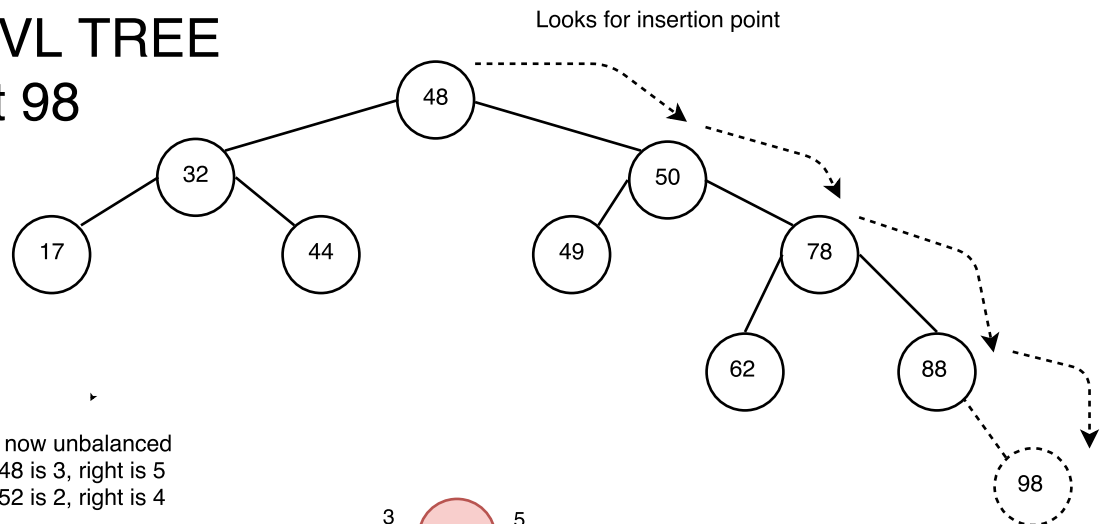 VL TREE
t 98
Looks for insertion point
48
32
50
17
44
49
78
62
88
98
now unbalanced
48 is 3, right is 5
52 is 2, right is 4
3
5